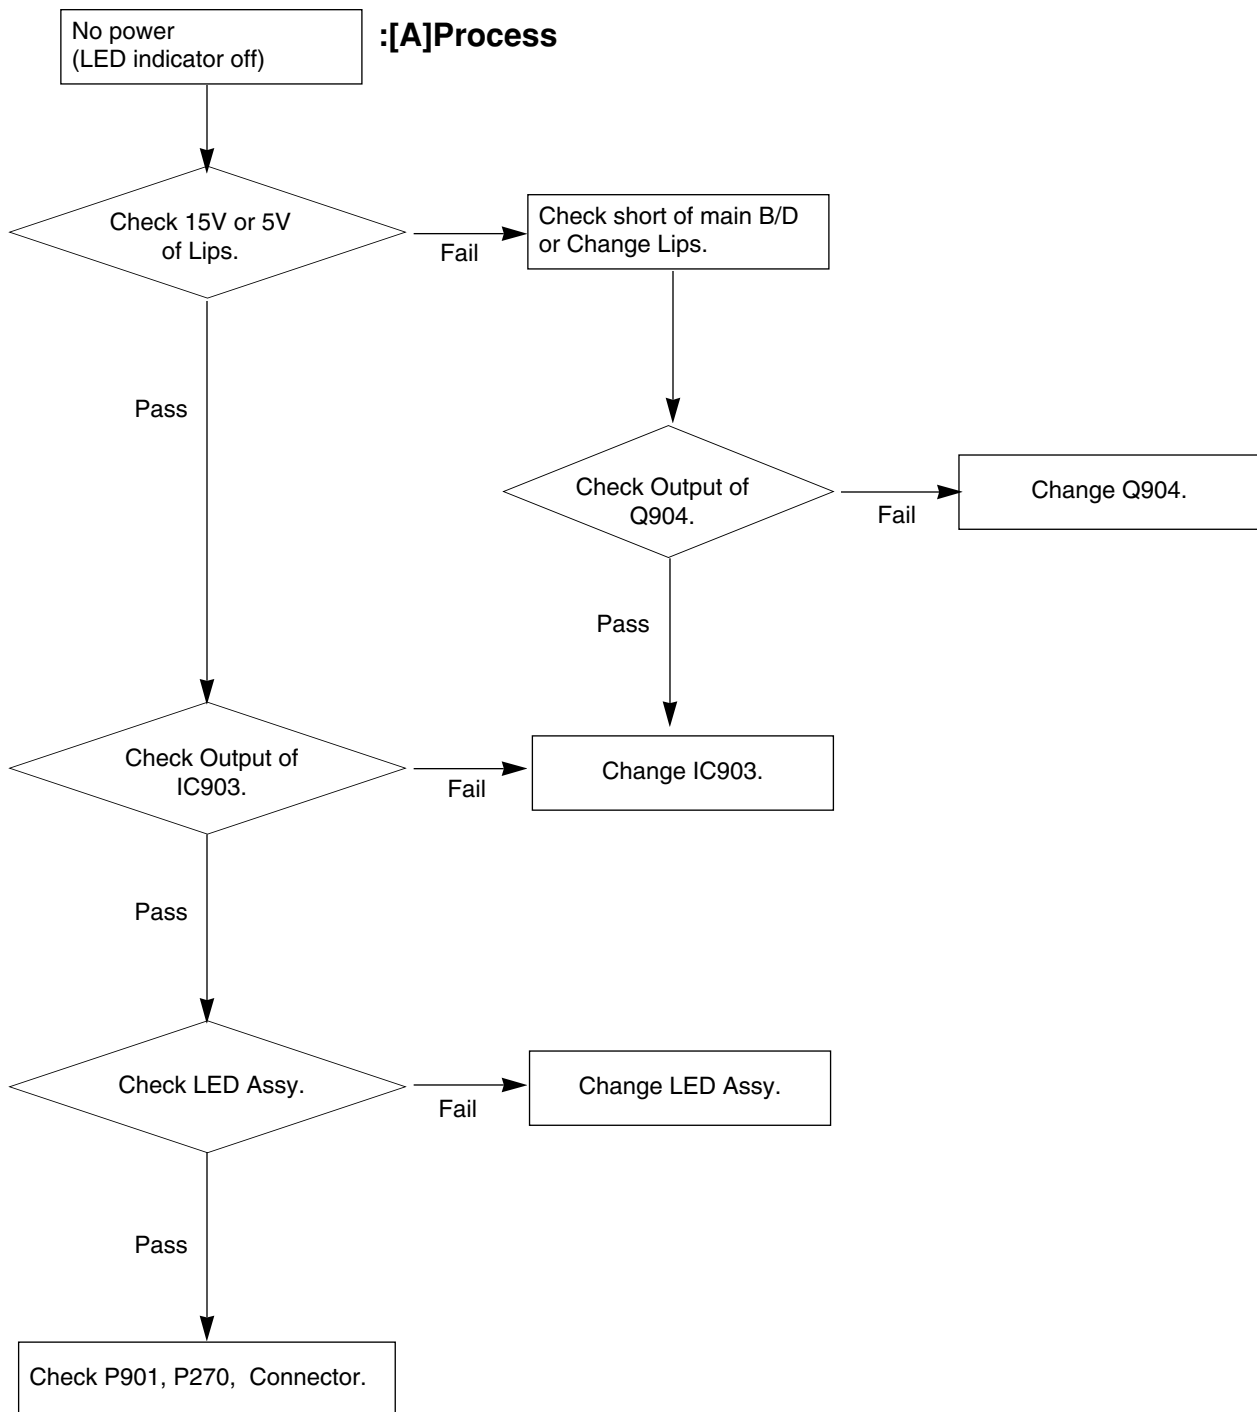 No power
(LED indicator off)
:[A]Process
Check 15V or 5V
of Lips.
Fail
Check short of main B/D
or Change Lips.
Pass
Check Output of
Q904.
Fail
Change Q904.
Pass
Check Output of
IC903.
Fail
Change IC903.
Pass
Check LED Assy.
Fail
Change LED Assy.
Pass
Check P901, P270,  Connector.